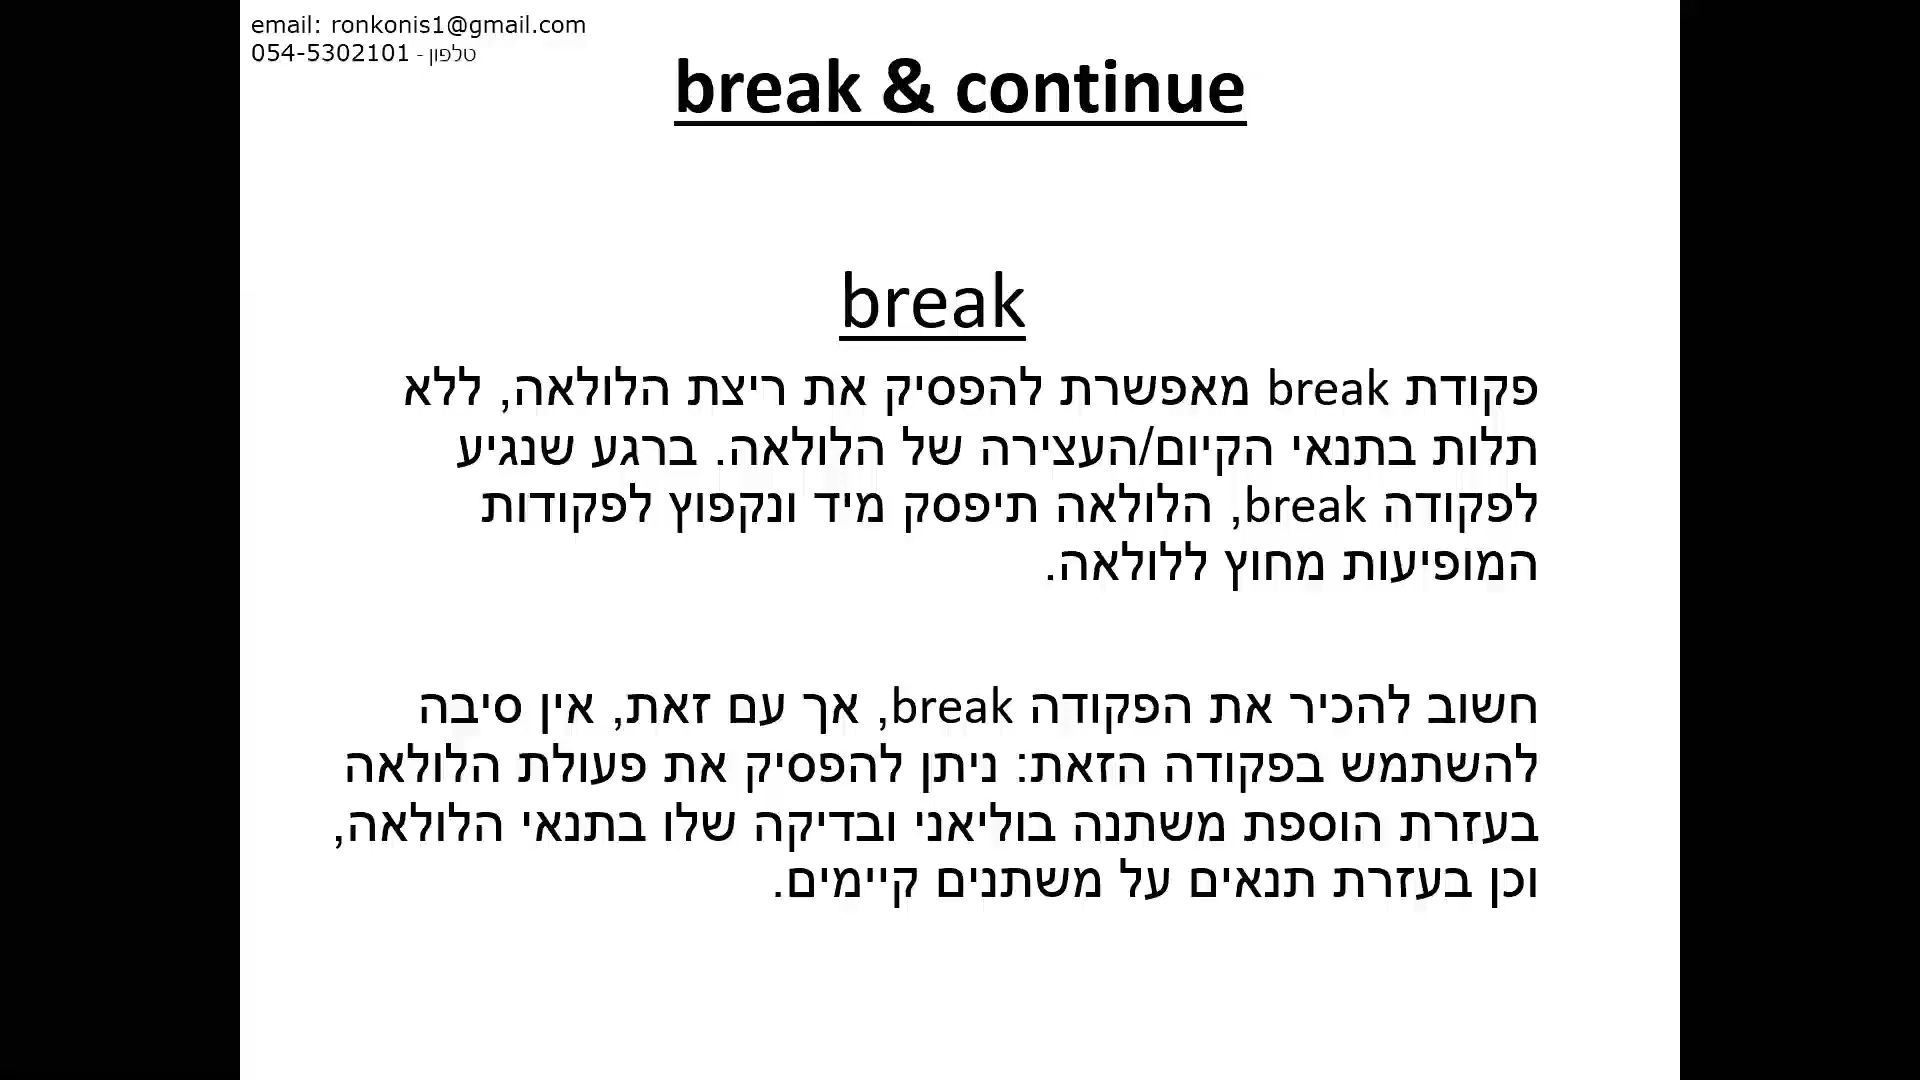 email: ronkonis1@gmail.com
טלפון - 054-5302101
break & continue
break
פקודת break מאפשרת להפסיק את ריצת הלולאה, ללא
תלות בתנאי הקיום/העצירה של הלולאה. ברגע שנגיע
לפקודה break, הלולאה תיפסק מיד ונקפוץ לפקודות
המופיעות מחוץ ללולאה.
חשוב להכיר את הפקודה break, אך עם זאת, אין סיבה
להשתמש בפקודה הזאת: ניתן להפסיק את פעולת הלולאה
בעזרת הוספת משתנה בוליאני ובדיקה שלו בתנאי הלולאה,
וכן בעזרת תנאים על משתנים קיימים.